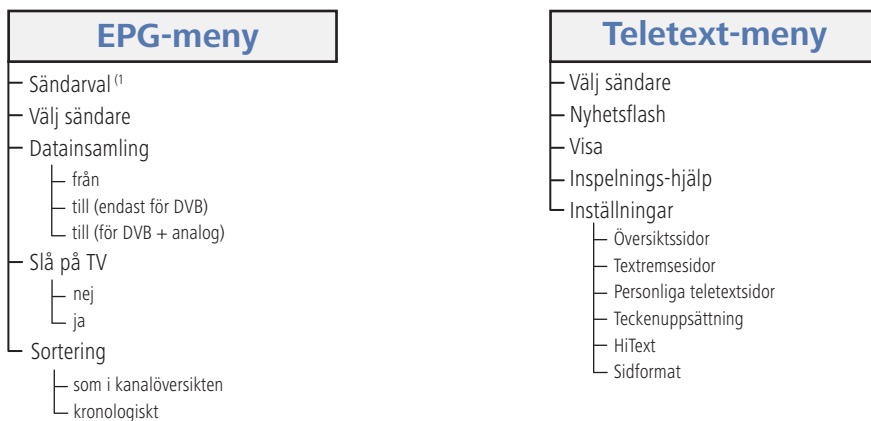 EPG-meny
Sändarval (1
Välj sändare
Datainsamling
från
till (endast för DVB)
till (för DVB + analog)
Slå på TV
nej
ja
Sortering
som i kanalöversikten
kronologiskt
Teletext-meny
Välj sändare
Nyhetsflash
Visa
Inspelnings-hjälp
Inställningar
Översiktssidor
Textremsesidor
Personliga teletextsidor
Teckenuppsättning
HiText
Sidformat